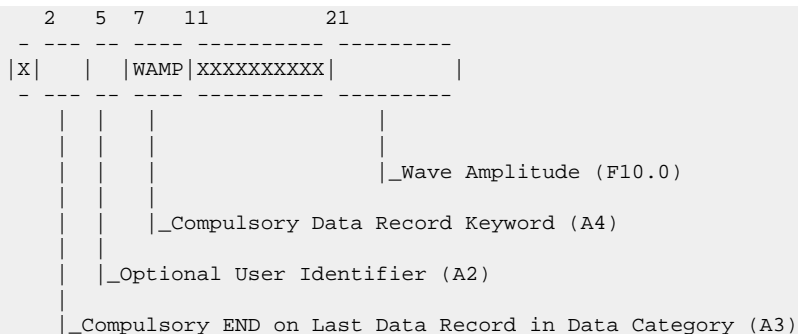 2   5  7   11         21
 - --- -- ---- ---------- ---------
|X|   |  |WAMP|XXXXXXXXXX|         |
 - --- -- ---- ---------- ---------
    |  |   |               |
    |  |   |               |
    |  |   |               |_Wave Amplitude (F10.0)
    |  |   |
    |  |   |_Compulsory Data Record Keyword (A4)
    |  |
    |  |_Optional User Identifier (A2)
    |
    |_Compulsory END on Last Data Record in Data Category (A3)